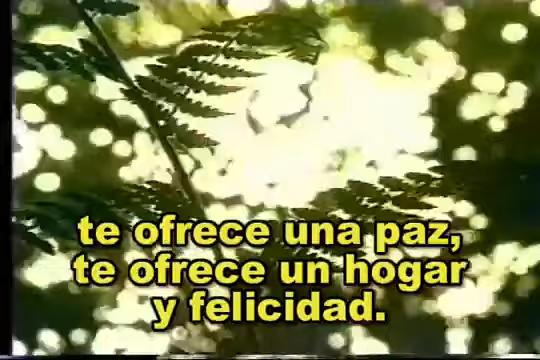 te ofrece una paz,
te ofrece un hogar
y felicidad.